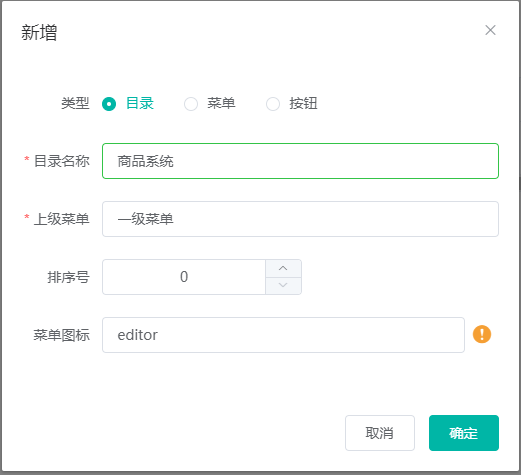 新增
类型 目录 菜单 按钮
* 目录名称 商品系统
* 上级菜单 一级菜单
排序号 0
菜单图标 editor
取消 确定